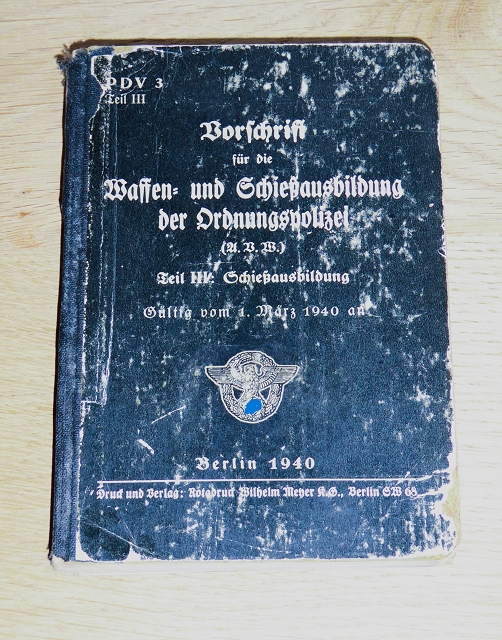 PDV 3
Teil III
Vorschrift
für die
Waffen= und Schießausbildung
der Ordnungspolizei
(A. V. W.)
Teil III: Schießausbildung
Gültig vom 1. März 1940 an
Berlin 1940
Druck und Verlag: Rotadruck Wilhelm Meyer K.G., Berlin SW 68